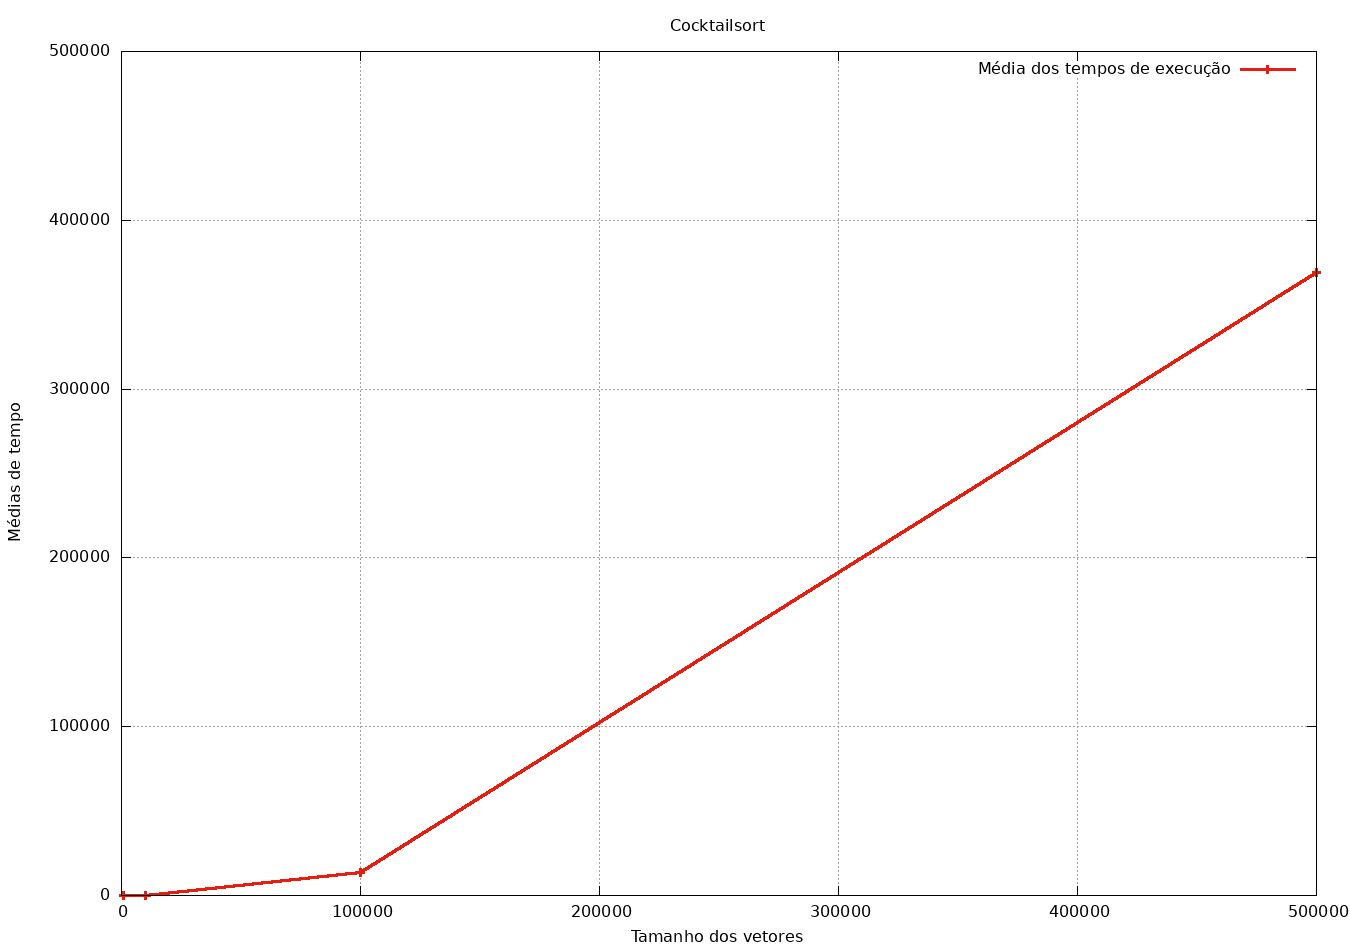 Cocktailsort
Média dos tempos de execução
500000
400000
300000
200000
100000
0
Médias de tempo
0 100000 200000 300000 400000 500000
Tamanho dos vetores